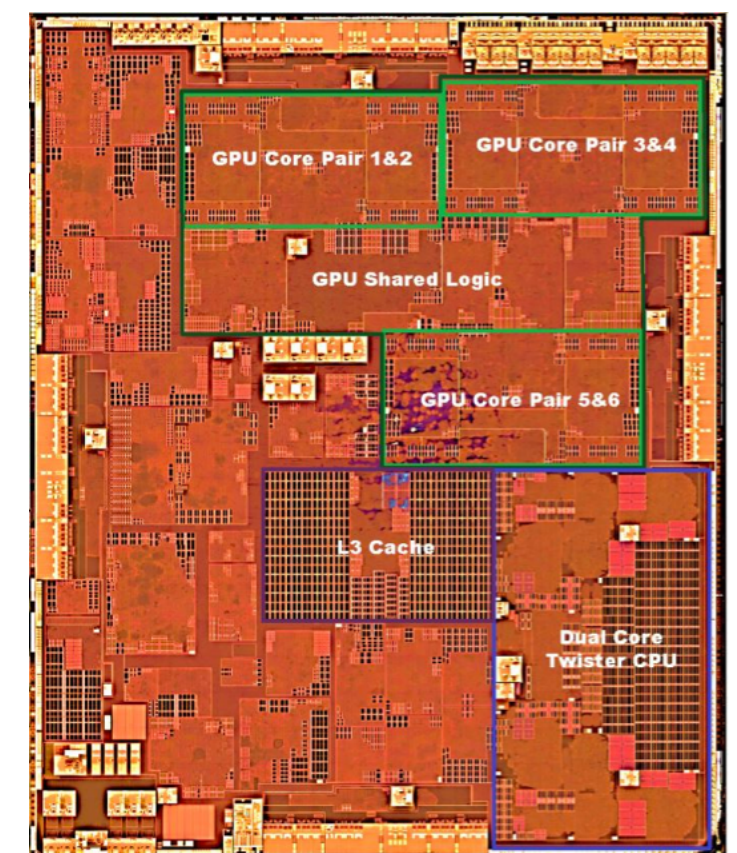 GPU Core Pair 1&2
GPU Core Pair 3&4
GPU Shared Logic
GPU Core Pair 5&6
L3 Cache
Dual Core
Twister CPU